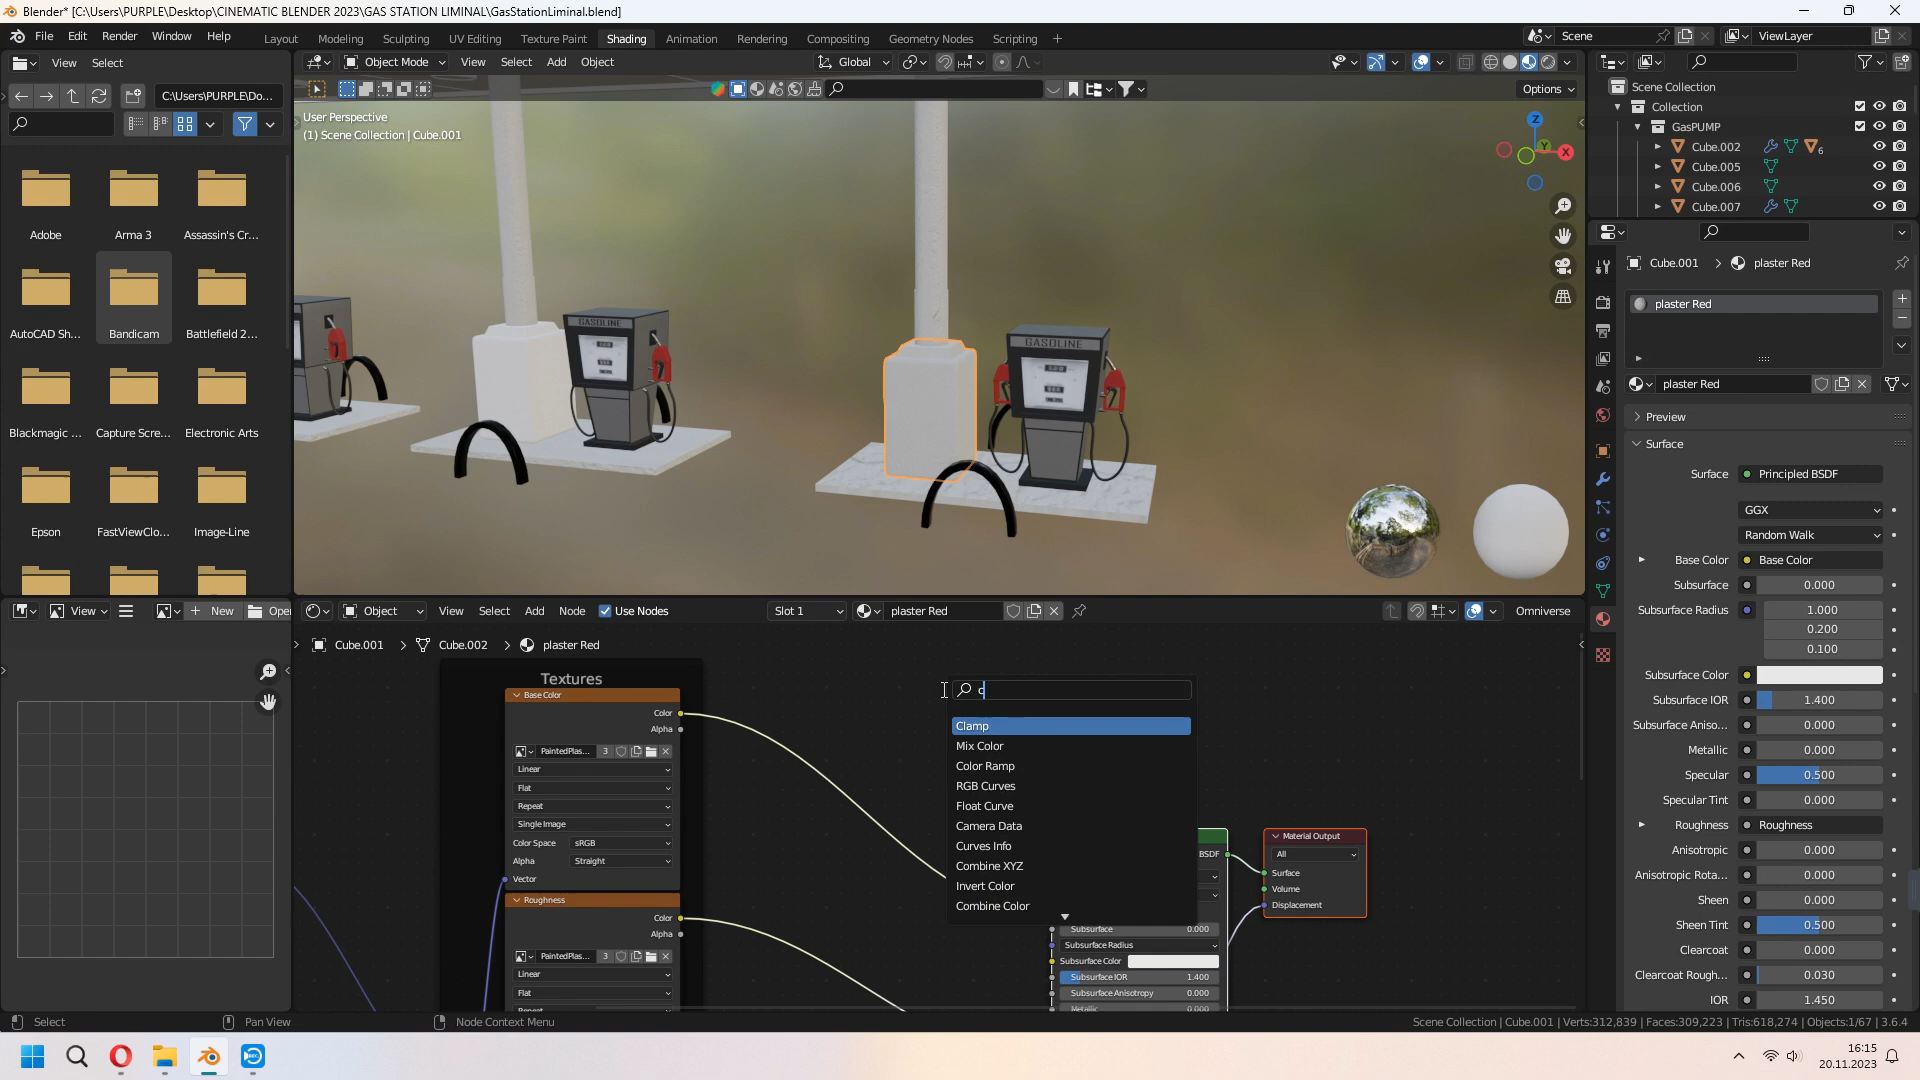 Blender* [C:\Users\PURPLE\Desktop\CINEMATIC BLENDER 2023\GAS STATION LIMINAL\GasStationLiminal.blend]
File Edit Render Window Help
Layout Modeling Sculpting UV Editing Texture Paint Shading Animation Rendering Compositing Geometry Nodes Scripting
Scene
ViewLayer
View Select
Object Mode View Select Add Object
Global
C:\Users\PURPLE\Do...
Options
User Perspective
(1) Scene Collection | Cube.001
Z
Y
X
Adobe
Arma 3
Assassin's Cr...
AutoCAD Sh...
Bandicam
Battlefield 2...
Blackmagic ...
Capture Scre...
Electronic Arts
Epson
FastViewClo...
Image-Line
GASOLINE
GASOLINE
Scene Collection
Collection
GasPUMP
Cube.002
6
Cube.005
Cube.006
Cube.007
Cube.001 plaster Red
plaster Red
plaster Red
Preview
Surface
Surface Principled BSDF
GGX
Random Walk
Base Color Base Color
Subsurface 0.000
Subsurface Radius 1.000
0.200
0.100
Subsurface Color
Subsurface IOR 1.400
Subsurface Aniso... 0.000
Metallic 0.000
Specular 0.500
Specular Tint 0.000
Roughness Roughness
Anisotropic 0.000
Anisotropic Rota... 0.000
Sheen 0.000
Sheen Tint 0.500
Clearcoat 0.000
Clearcoat Rough... 0.030
IOR 1.450
View
New
Ope
Object View Select Add Node Use Nodes
Slot 1
plaster Red
Omniverse
Cube.001 Cube.002 plaster Red
Textures
Base Color
Color
Alpha
PaintedPlas... 3
Linear
Flat
Repeat
Single Image
Color Space sRGB
Alpha Straight
Vector
Roughness
Color
Alpha
PaintedPlas... 3
Linear
Flat
Repeat
c
Clamp
Mix Color
Color Ramp
RGB Curves
Float Curve
Camera Data
Curves Info
Combine XYZ
Invert Color
Combine Color
BSDF
Subsurface 0.000
Subsurface Radius
Subsurface Color
Subsurface IOR 1.400
Subsurface Anisotropy 0.000
Metallic 0.000
Material Output
All
Surface
Volume
Displacement
Select
Pan View
Node Context Menu
Scene Collection | Cube.001 | Verts:312,839 | Faces:309,223 | Tris:618,274 | Objects:1/67 | 3.6.4
16:15
20.11.2023